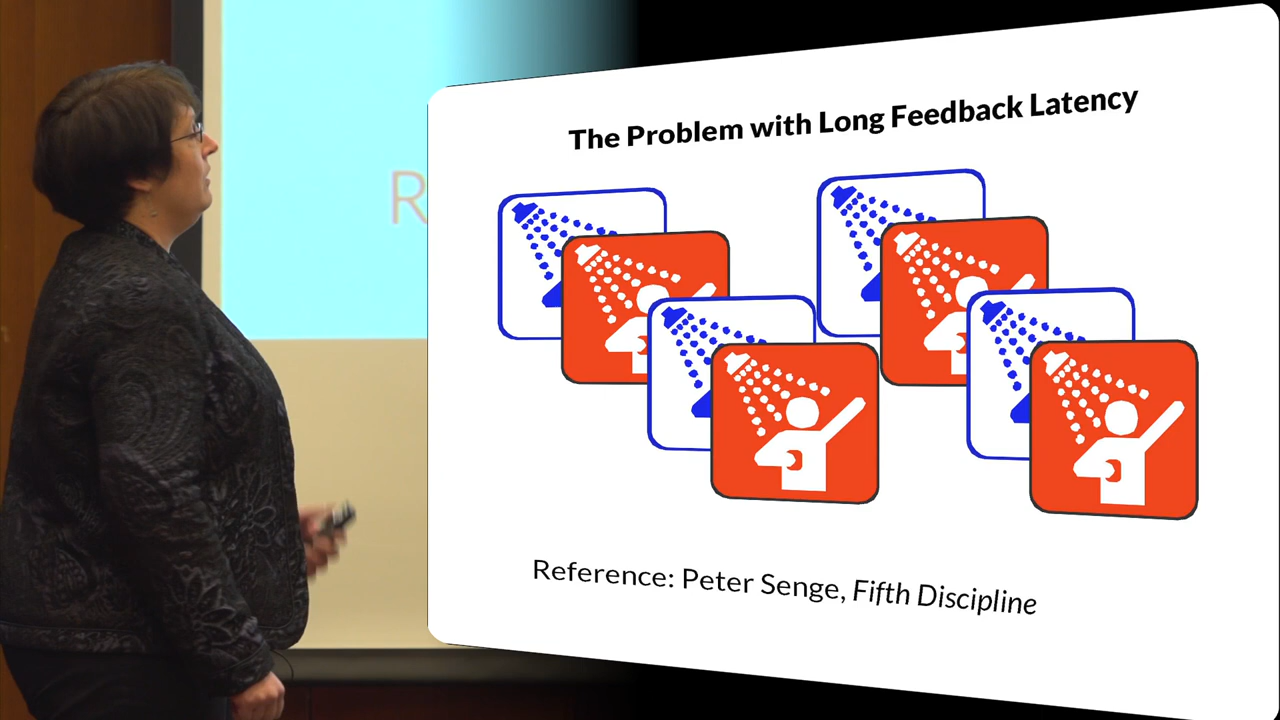 The Problem with Long Feedback Latency
R
Reference: Peter Senge, Fifth Discipline